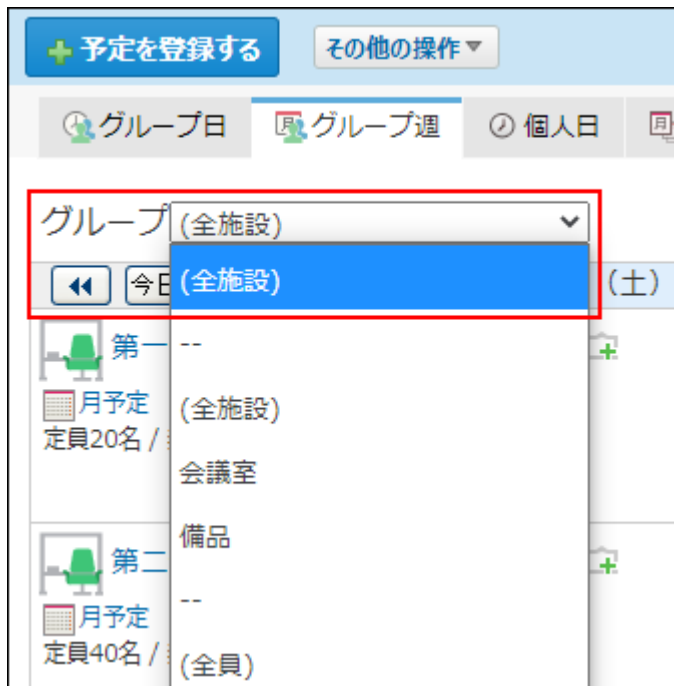 予定を登録する その他の操作▼
グループ日 グループ週 個人日 月
グループ (全施設)
(全施設)
今日 (土)
第一 --
月予定
(全施設)
定員20名 /
会議室
備品
第二
--
月予定
定員40名 /
(全員)